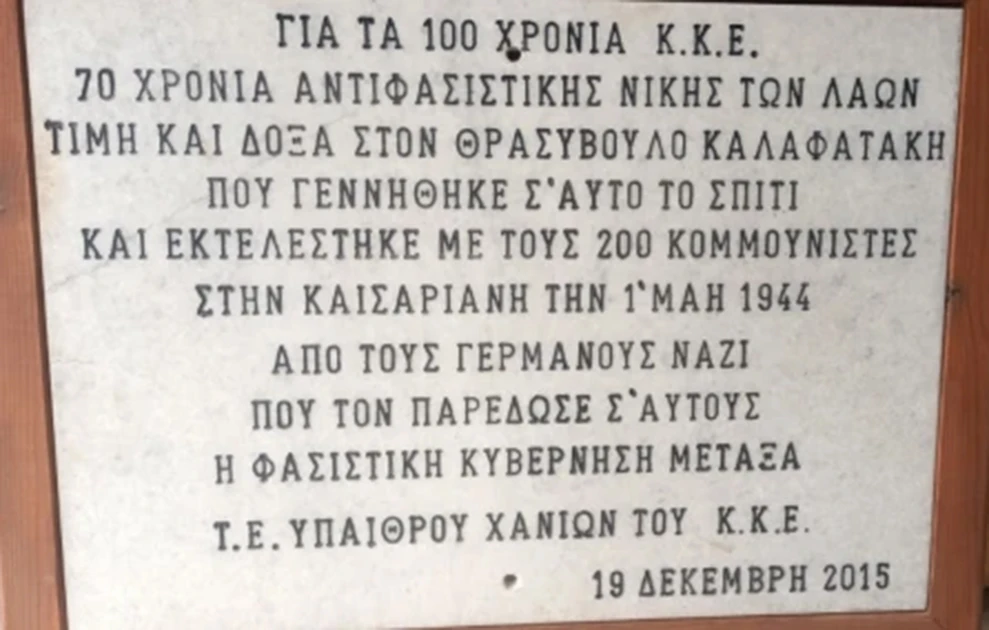 ΓΙΑ ΤΑ 100 ΧΡΟΝΙΑ Κ.Κ.Ε.
70 ΧΡΟΝΙΑ ΑΝΤΙΦΑΣΙΣΤΙΚΗΣ ΝΙΚΗΣ ΤΩΝ ΛΑΩΝ
ΤΙΜΗ ΚΑΙ ΔΟΞΑ ΣΤΟΝ ΘΡΑΣΥΒΟΥΛΟ ΚΑΛΑΦΑΤΑΚΗ
ΠΟΥ ΓΕΝΝΗΘΗΚΕ Σ'ΑΥΤΟ ΤΟ ΣΠΙΤΙ
ΚΑΙ ΕΚΤΕΛΕΣΤΗΚΕ ΜΕ ΤΟΥΣ 200 ΚΟΜΜΟΥΝΙΣΤΕΣ
ΣΤΗΝ ΚΑΙΣΑΡΙΑΝΗ ΤΗΝ 1'ΜΑΗ 1944
ΑΠΟ ΤΟΥΣ ΓΕΡΜΑΝΟΥΣ ΝΑΖΙ
ΠΟΥ ΤΟΝ ΠΑΡΕΔΩΣΕ Σ'ΑΥΤΟΥΣ
Η ΦΑΣΙΣΤΙΚΗ ΚΥΒΕΡΝΗΣΗ ΜΕΤΑΞΑ
Τ.Ε. ΥΠΑΙΘΡΟΥ ΧΑΝΙΩΝ ΤΟΥ Κ.Κ.Ε.
19 ΔΕΚΕΜΒΡΗ 2015